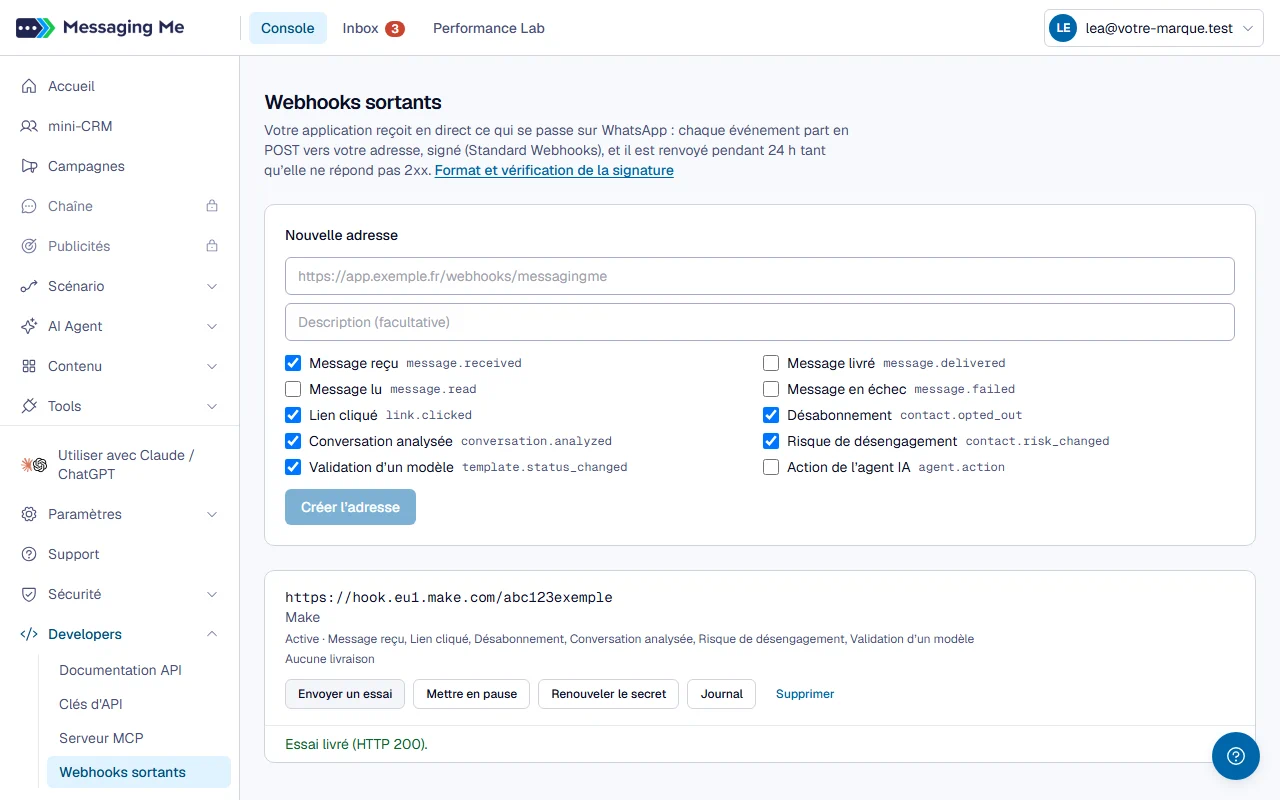 Messaging Me
Console
Inbox 3
Performance Lab
LE lea@votre-marque.test
Accueil
mini-CRM
Campagnes
Chaîne
Publicités
Scénario
AI Agent
Contenu
Tools
Utiliser avec Claude /
ChatGPT
Paramètres
Support
Sécurité
Developers
Documentation API
Clés d'API
Serveur MCP
Webhooks sortants
Webhooks sortants
Votre application reçoit en direct ce qui se passe sur WhatsApp : chaque événement part en
POST vers votre adresse, signé (Standard Webhooks), et il est renvoyé pendant 24 h tant
qu'elle ne répond pas 2xx. Format et vérification de la signature
Nouvelle adresse
https://app.exemple.fr/webhooks/messagingme
Description (facultative)
Message reçu message.received
Message livré message.delivered
Message lu message.read
Message en échec message.failed
Lien cliqué link.clicked
Désabonnement contact.opted_out
Conversation analysée conversation.analyzed
Risque de désengagement contact.risk_changed
Validation d'un modèle template.status_changed
Action de l'agent IA agent.action
Créer l'adresse
https://hook.eu1.make.com/abc123exemple
Make
Active · Message reçu, Lien cliqué, Désabonnement, Conversation analysée, Risque de désengagement, Validation d'un modèle
Aucune livraison
Envoyer un essai
Mettre en pause
Renouveler le secret
Journal
Supprimer
Essai livré (HTTP 200).